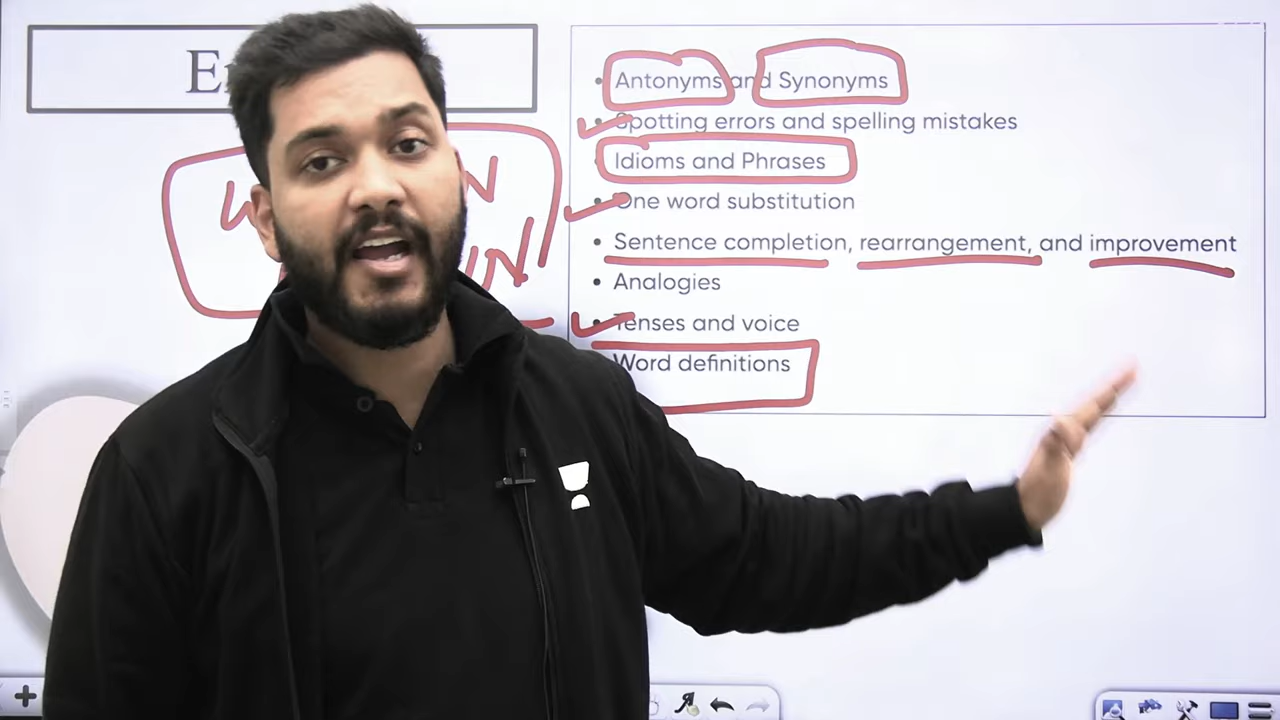 Antonyms and Synonyms
Spotting errors and spelling mistakes
Idioms and Phrases
One word substitution
Sentence completion, rearrangement, and improvement
Analogies
Tenses and voice
Word definitions